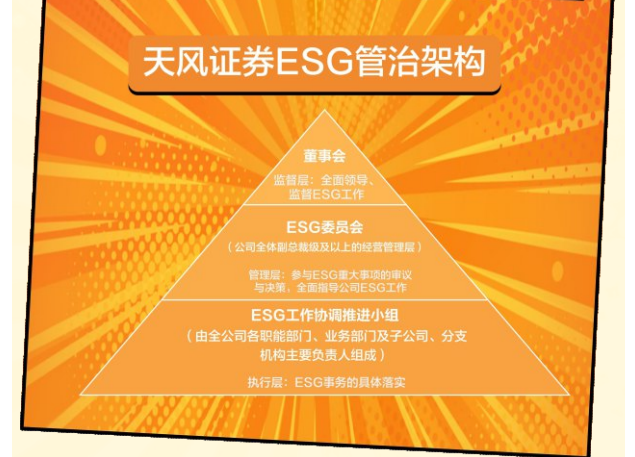 天风证券ESG管治架构
董事会
监督层：全面领导、
监督ESG工作
ESG委员会
（公司全体副总裁级及以上的经营管理层）
管理层：参与ESG重大事项的审议
与决策，全面指导公司ESG工作
ESG工作协调推进小组
（由全公司各职能部门、业务部门及子公司、分支
机构主要负责人组成）
执行层：ESG事务的具体落实